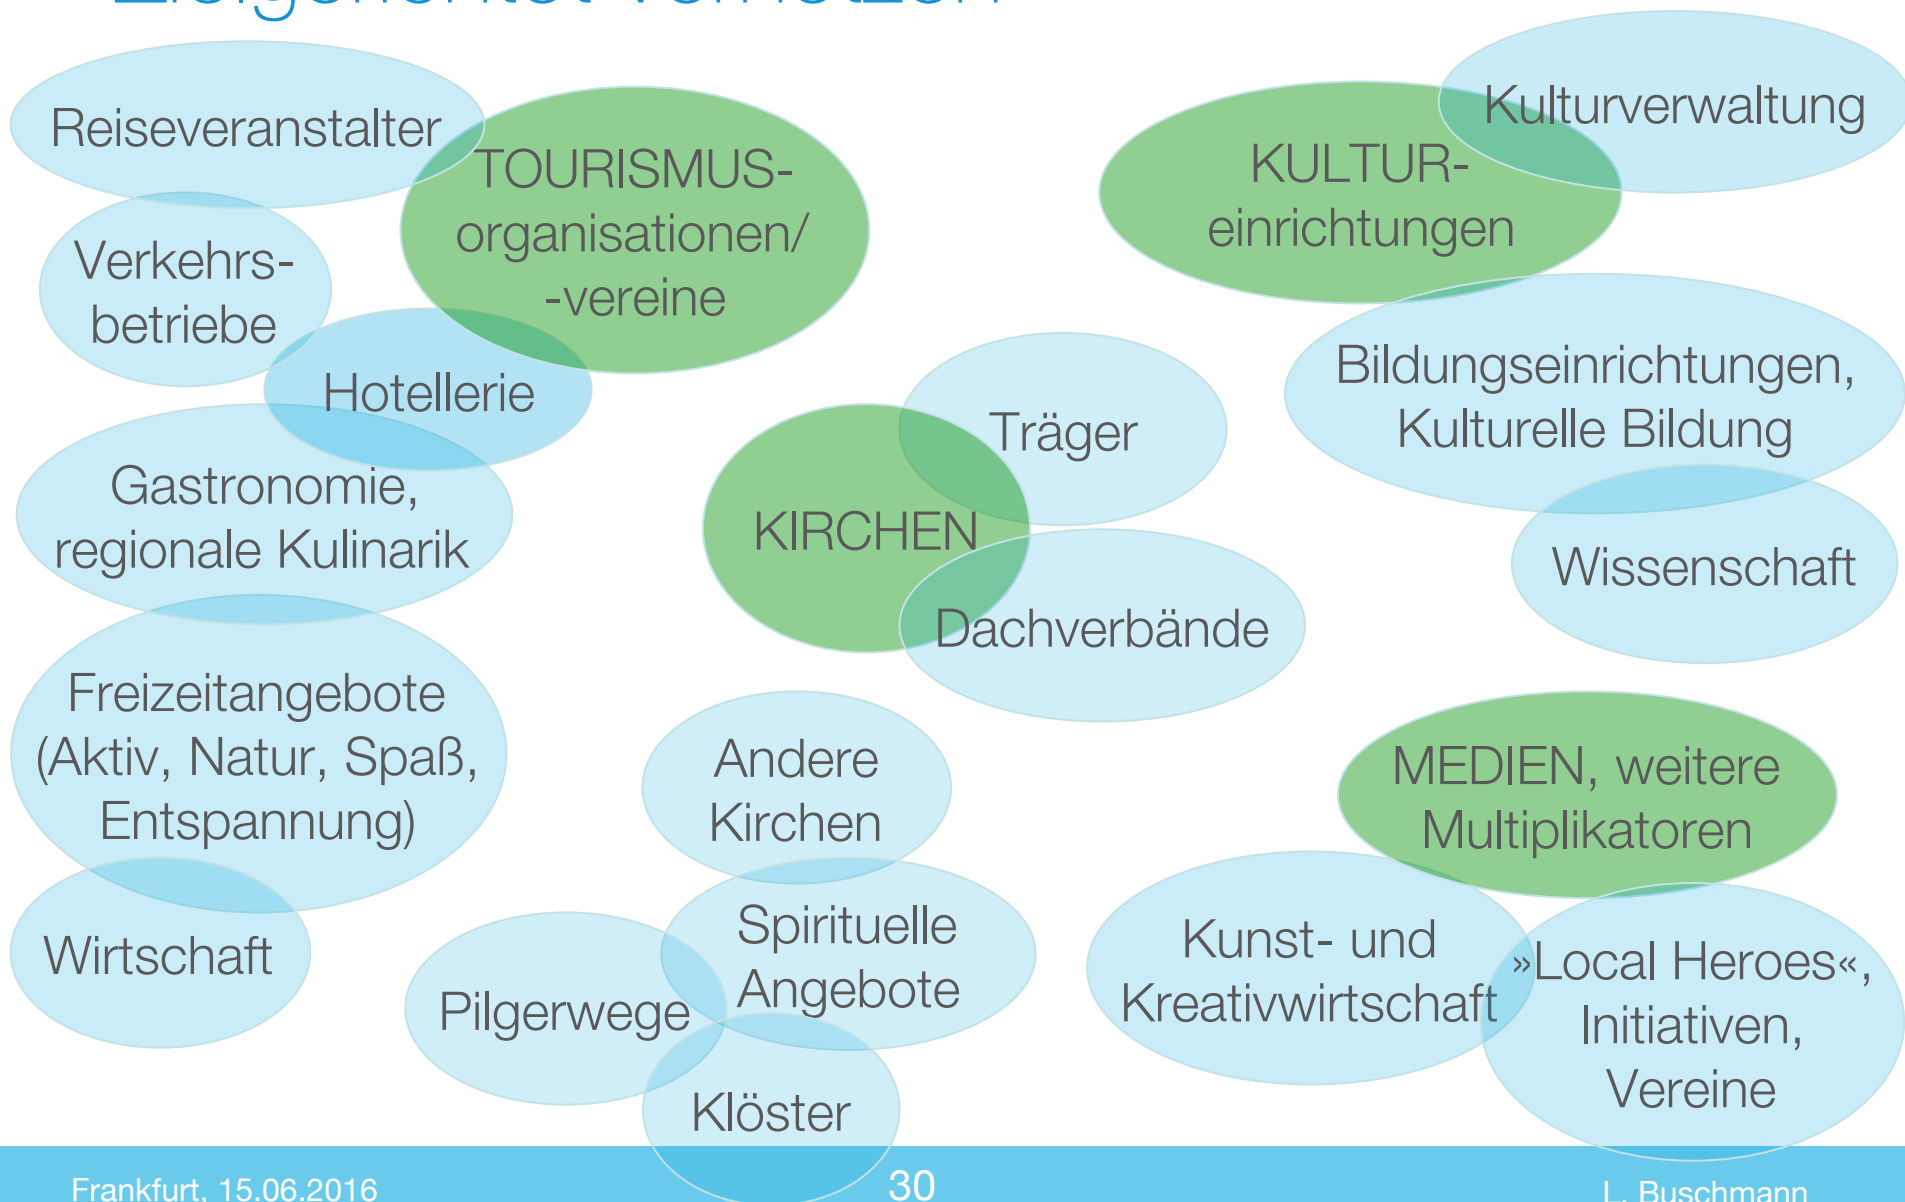 Zielgerichtet vernetzen
Reiseveranstalter
TOURISMUS-
organisationen/
-vereine
Verkehrs-
betriebe
Hotellerie
Gastronomie,
regionale Kulinarik
Freizeitangebote
(Aktiv, Natur, Spaß,
Entspannung)
Wirtschaft
KULTUR-
einrichtungen
Kulturverwaltung
Bildungseinrichtungen,
Kulturelle Bildung
Wissenschaft
Träger
KIRCHEN
Dachverbände
Andere
Kirchen
Spirituelle
Angebote
Pilgerwege
Klöster
MEDIEN, weitere
Multiplikatoren
Kunst- und
Kreativwirtschaft
»Local Heroes«,
Initiativen,
Vereine
Frankfurt, 15.06.2016
30
L. Buschmann